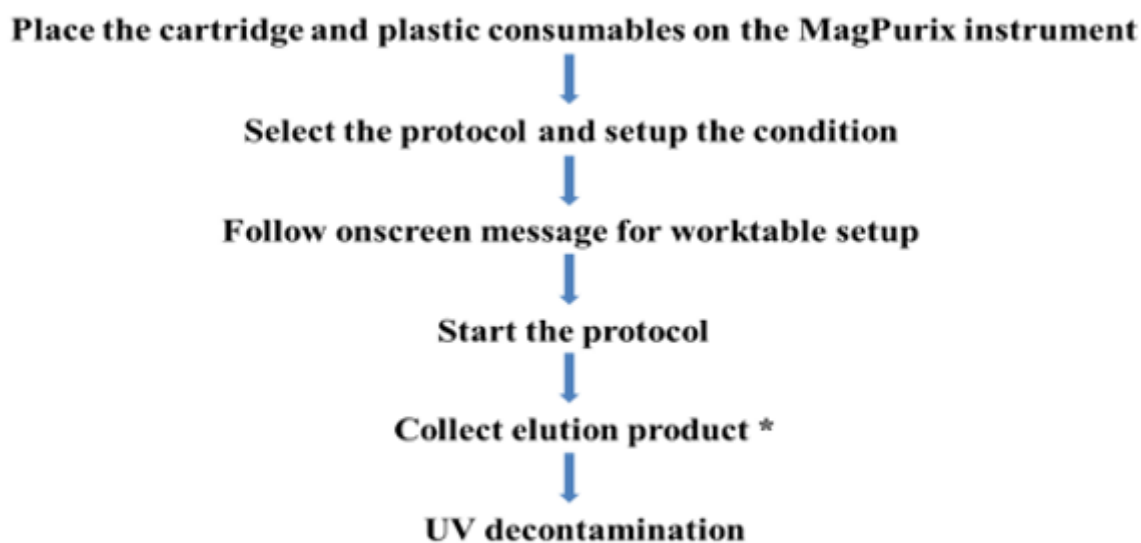 Place the cartridge and plastic consumables on the MagPurix instrument
Select the protocol and setup the condition
Follow onscreen message for worktable setup
Start the protocol
Collect elution product *
UV decontamination